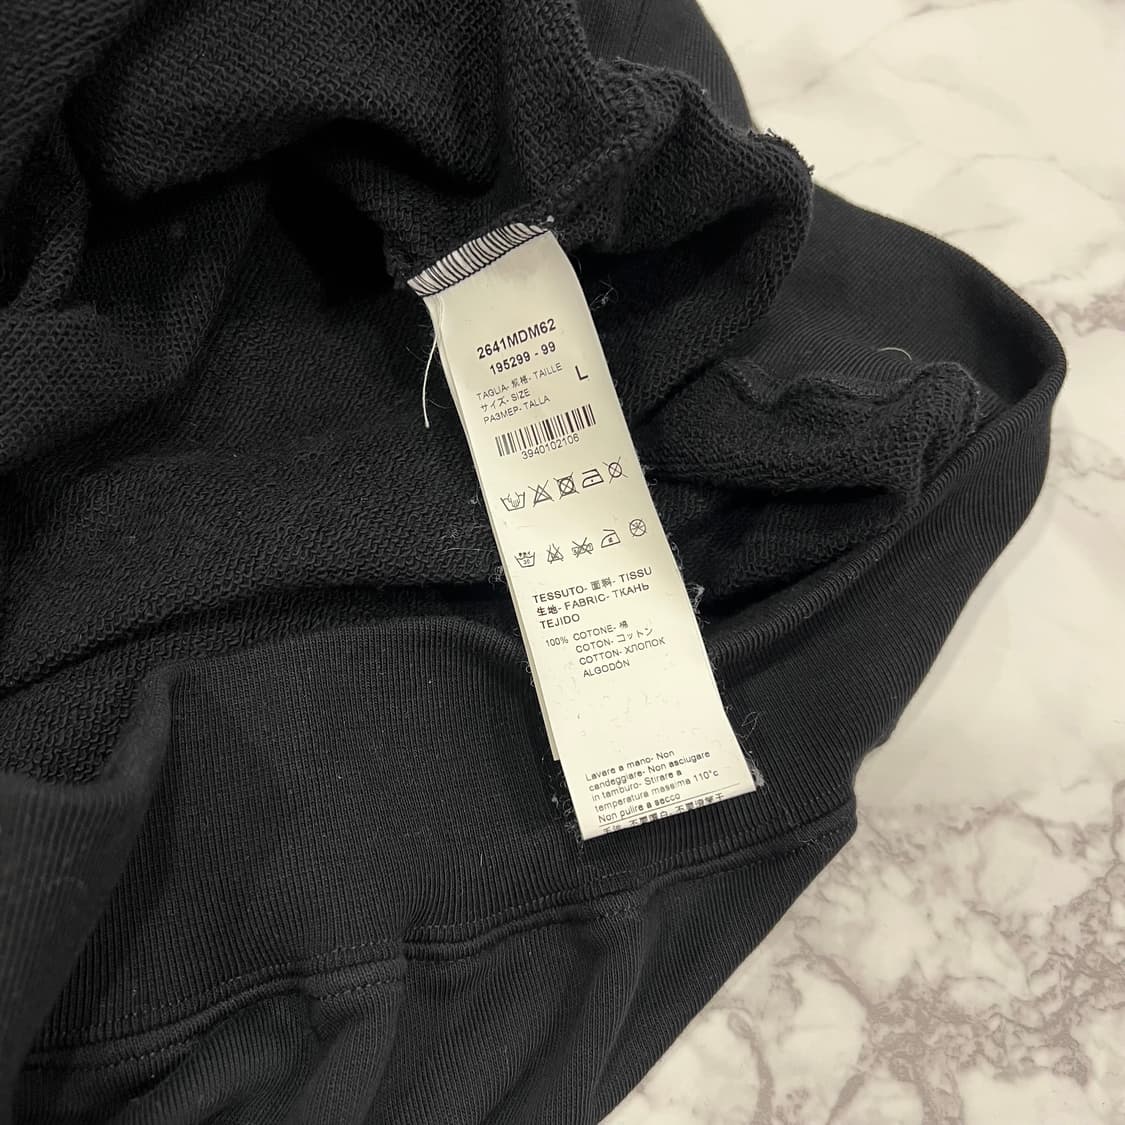 2641MDM62
195299 - 99
TAGLIA- 规格- TAILLE L
サイズ- SIZE
РАЗМЕР- TALLA
3940102106
TESSUTO- 面料- TISSU
生地- FABRIC- ТКАНЬ
TEJIDO
100% COTONE- 棉
COTON- コットン
COTTON- ХЛОПОК
ALGODÓN
Lavare a mano- Non
candeggiare- Non asciugare
in tamburo- Stirare a
temperatura massima 110°c
Non pulire a secco